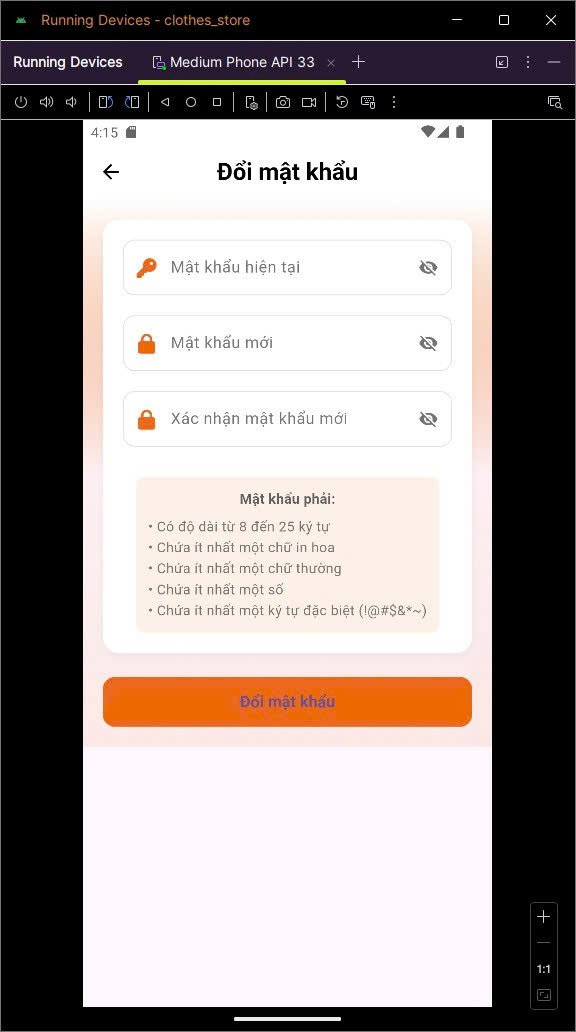 Running Devices - clothes_store
Running Devices
Medium Phone API 33
4:15
Đổi mật khẩu
Mật khẩu hiện tại
Mật khẩu mới
Xác nhận mật khẩu mới
Mật khẩu phải:
• Có độ dài từ 8 đến 25 ký tự
• Chứa ít nhất một chữ in hoa
• Chứa ít nhất một chữ thường
• Chứa ít nhất một số
• Chứa ít nhất một ký tự đặc biệt (!@#$&*~)
Đổi mật khẩu
1:1